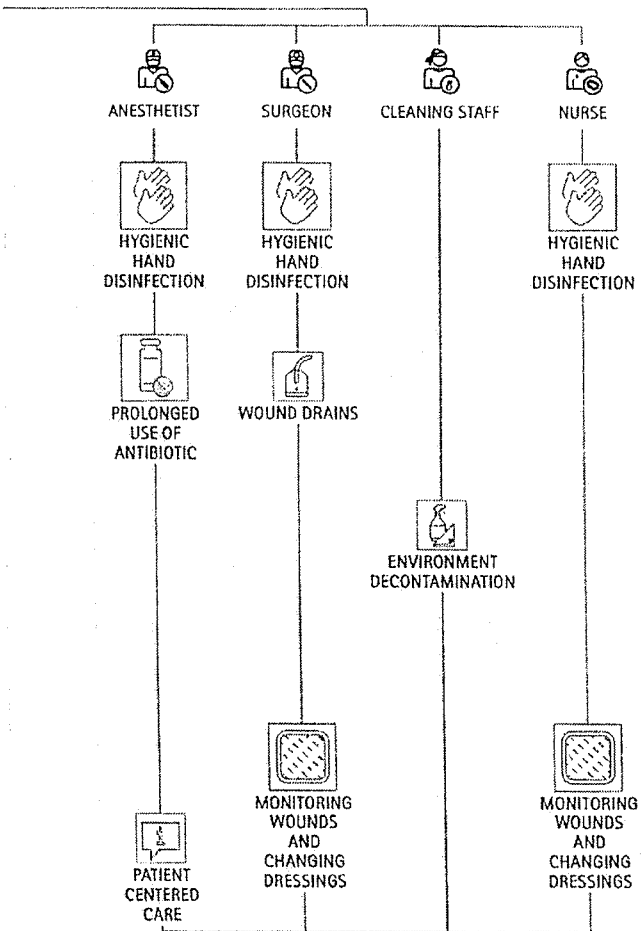 ANESTHETIST
SURGEON
CLEANING STAFF
NURSE
HYGIENIC
HAND
DISINFECTION
HYGIENIC
HAND
DISINFECTION
HYGIENIC
HAND
DISINFECTION
PROLONGED
USE OF
ANTIBIOTIC
WOUND DRAINS
ENVIRONMENT
DECONTAMINATION
MONITORING
WOUNDS
AND
CHANGING
DRESSINGS
MONITORING
WOUNDS
AND
CHANGING
DRESSINGS
PATIENT
CENTERED
CARE